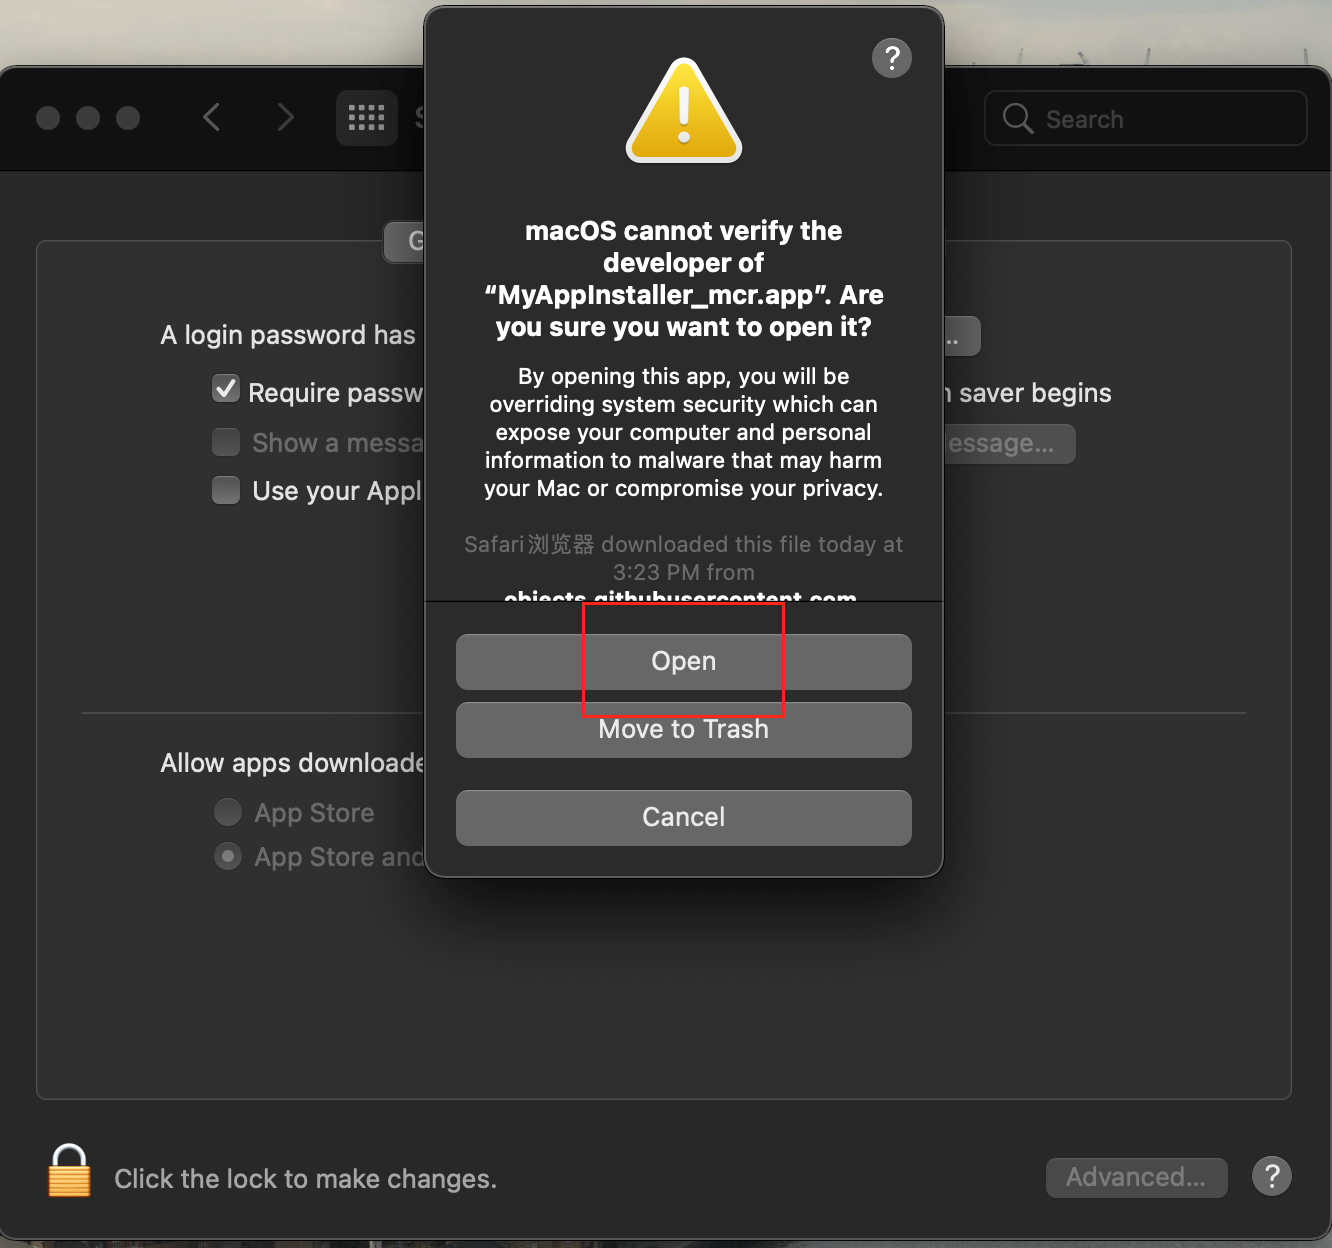 ?
Search
macOS cannot verify the
developer of
“MyAppInstaller_mcr.app”. Are
you sure you want to open it?
By opening this app, you will be
overriding system security which can
expose your computer and personal
information to malware that may harm
your Mac or compromise your privacy.
Safari浏览器 downloaded this file today at
3:23 PM from
objects.githubusercontent.com
Open
Move to Trash
Cancel
A login password has
..
Require passw
saver begins
Show a messa
essage...
Use your Appl
Allow apps downloade
App Store
App Store and
Click the lock to make changes.
Advanced...
?